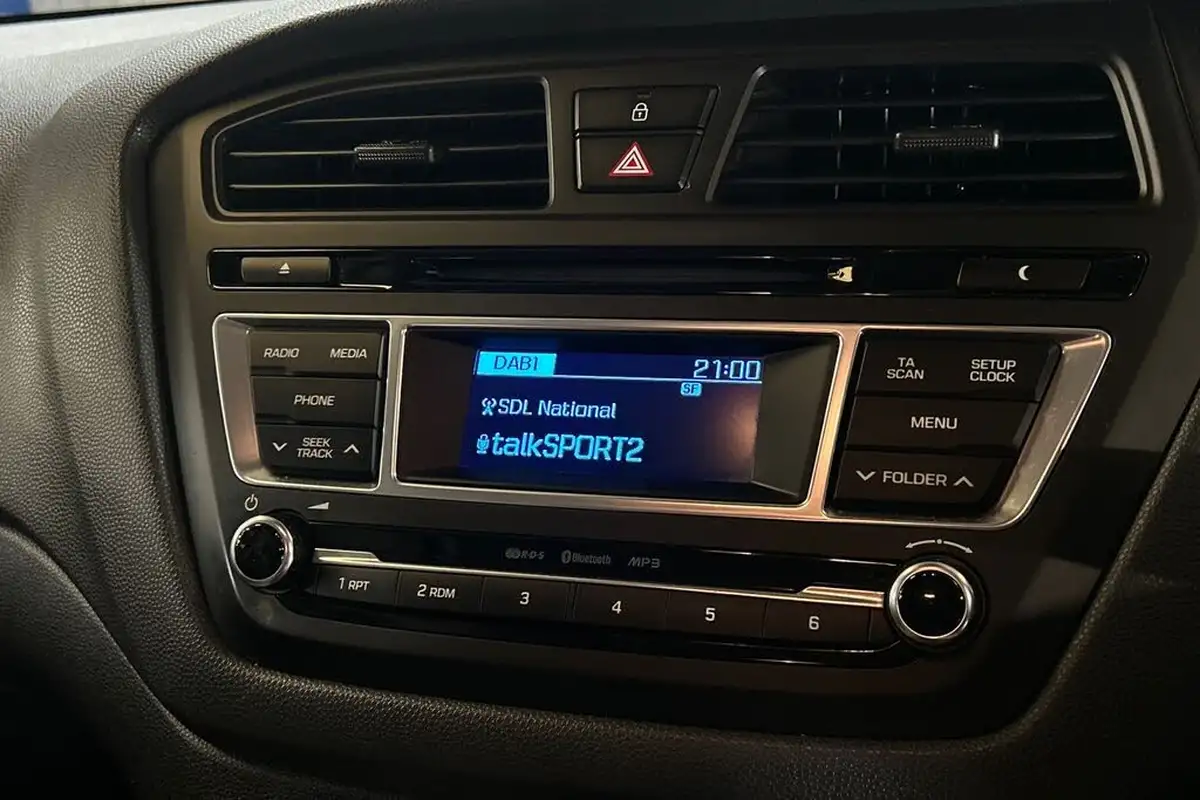 RADIO MEDIA
PHONE
SEEK
TRACK
DAB1 21:00
SF
SDL National
talkSPORT2
TA
SCAN
SETUP
CLOCK
MENU
FOLDER
R·D·S Bluetooth MP3
1 RPT 2 RDM 3 4 5 6